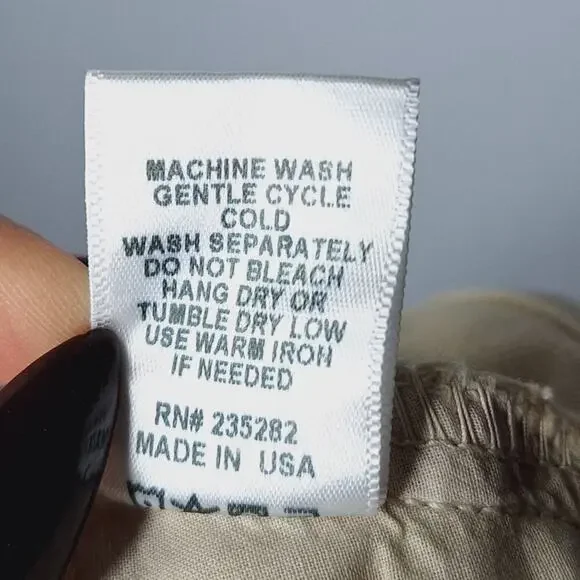 MACHINE WASH
GENTLE CYCLE
COLD
WASH SEPARATELY
DO NOT BLEACH
HANG DRY OR
TUMBLE DRY LOW
USE WARM IRON
IF NEEDED
RN# 235282
MADE IN USA